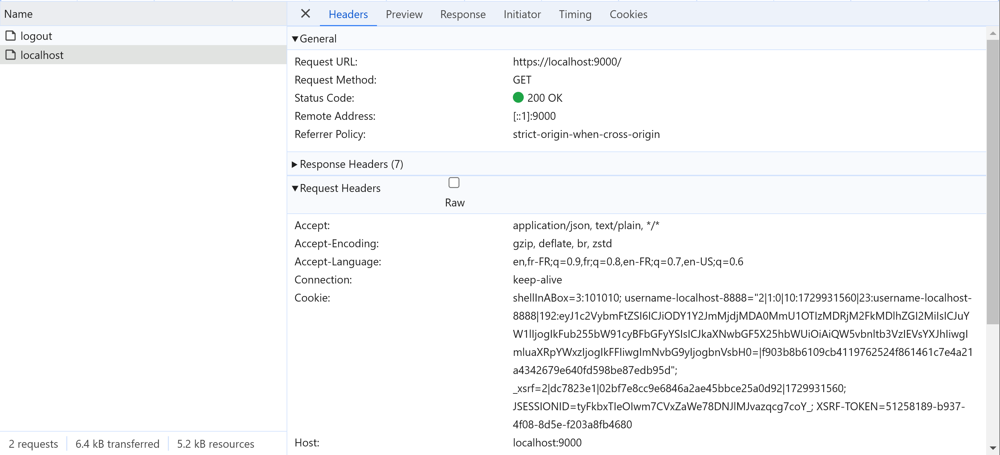 Name
logout
localhost
2 requests
6.4 kB transferred
5.2 kB resources
Headers
Preview
Response
Initiator
Timing
Cookies
General
Request URL: https://localhost:9000/
Request Method: GET
Status Code: 200 OK
Remote Address: [::1]:9000
Referrer Policy: strict-origin-when-cross-origin
Response Headers (7)
Request Headers
Raw
Accept: application/json, text/plain, */*
Accept-Encoding: gzip, deflate, br, zstd
Accept-Language: en,fr-FR;q=0.9,fr;q=0.8,en-FR;q=0.7,en-US;q=0.6
Connection: keep-alive
Cookie: shellInABox=3:101010; username-localhost-8888="2|1:0|10:1729931560|23:username-localhost-
8888|192:eyJ1c2VybmFtZSI6ICJiODY1Y2JmMjdjMDA0MmU1OTIzMDRjM2FkMDlhZGI2MiIsICJuY
W1lIjogIkFub255bW91cyBFbGFyYSIsICJkaXNwbGF5X25hbWUiOiAiQW5vbnltb3VzIEVsYXJhIiwgI
mluaXRpYWxzIjogIkFFIiwgImNvbG9yIjogbnVsbH0=|f903b8b6109cb4119762524f861461c7e4a21
a4342679e640fd598be87edb95d";
_xsrf=2|dc7823e1|02bf7e8cc9e6846a2ae45bbce25a0d92|1729931560;
JSESSIONID=tyFkbxTIeOIwm7CVxZaWe78DNJlMJvazqcg7coY_; XSRF-TOKEN=51258189-b937-
4f08-8d5e-f203a8fb4680
Host: localhost:9000